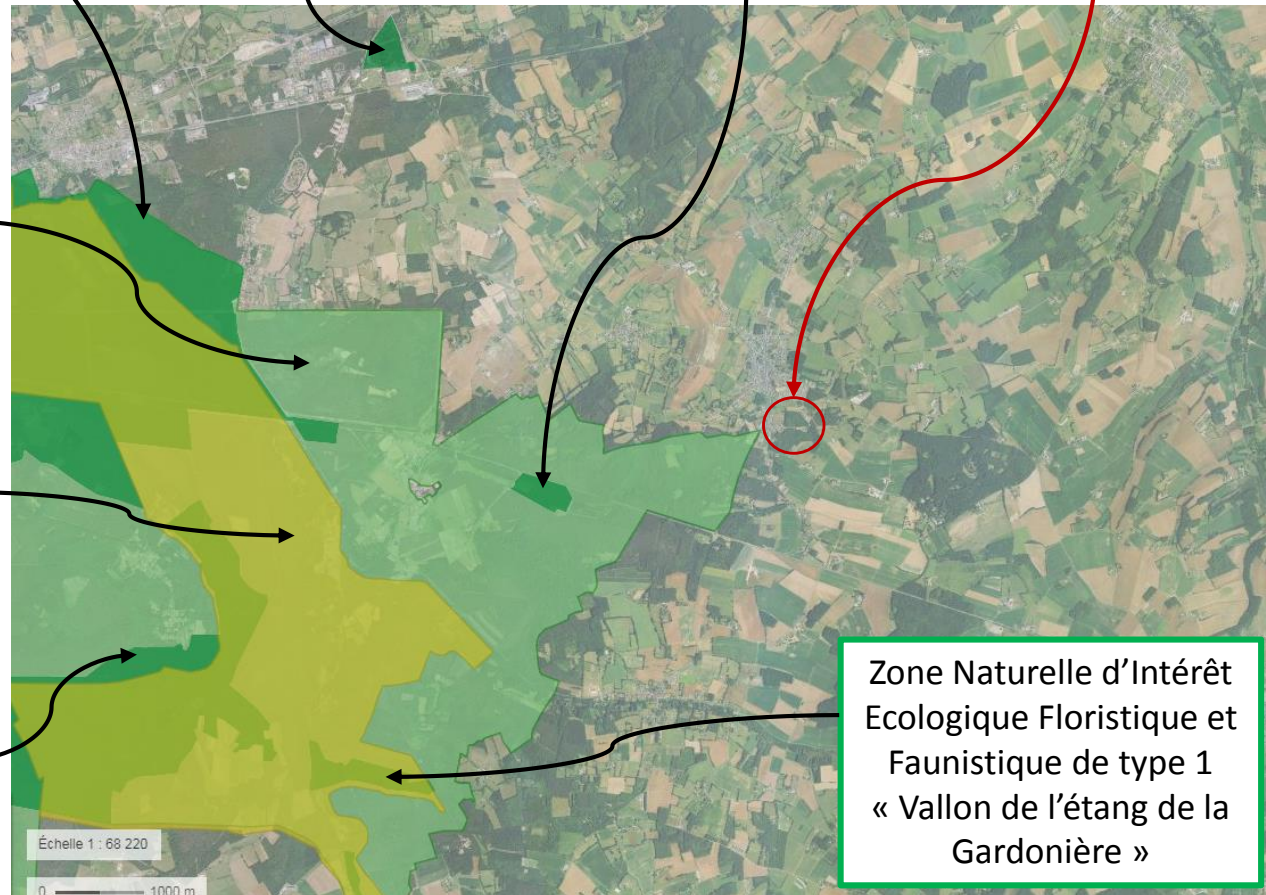 Zone Naturelle d’Intérêt
Ecologique Floristique et
Faunistique de type 1
« Vallon de l’étang de la
Gardonière »
Échelle 1 : 68 220
0 1000 m